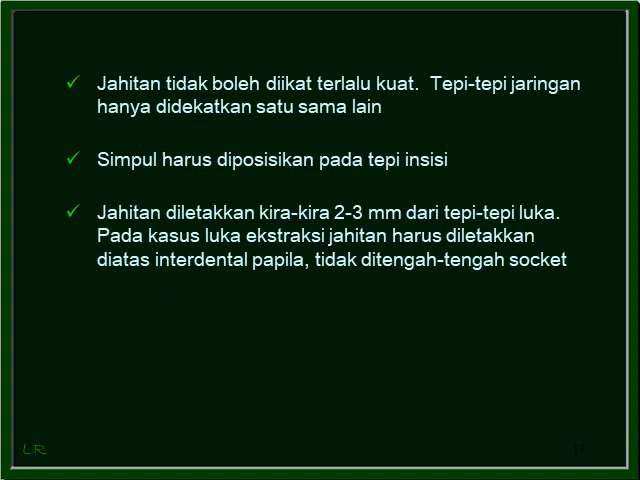 Jahitan tidak boleh diikat terlalu kuat.  Tepi-tepi jaringan
hanya didekatkan satu sama lain
Simpul harus diposisikan pada tepi insisi
Jahitan diletakkan kira-kira 2-3 mm dari tepi-tepi luka.
Pada kasus luka ekstraksi jahitan harus diletakkan
diatas interdental papila, tidak ditengah-tengah socket
L.R.